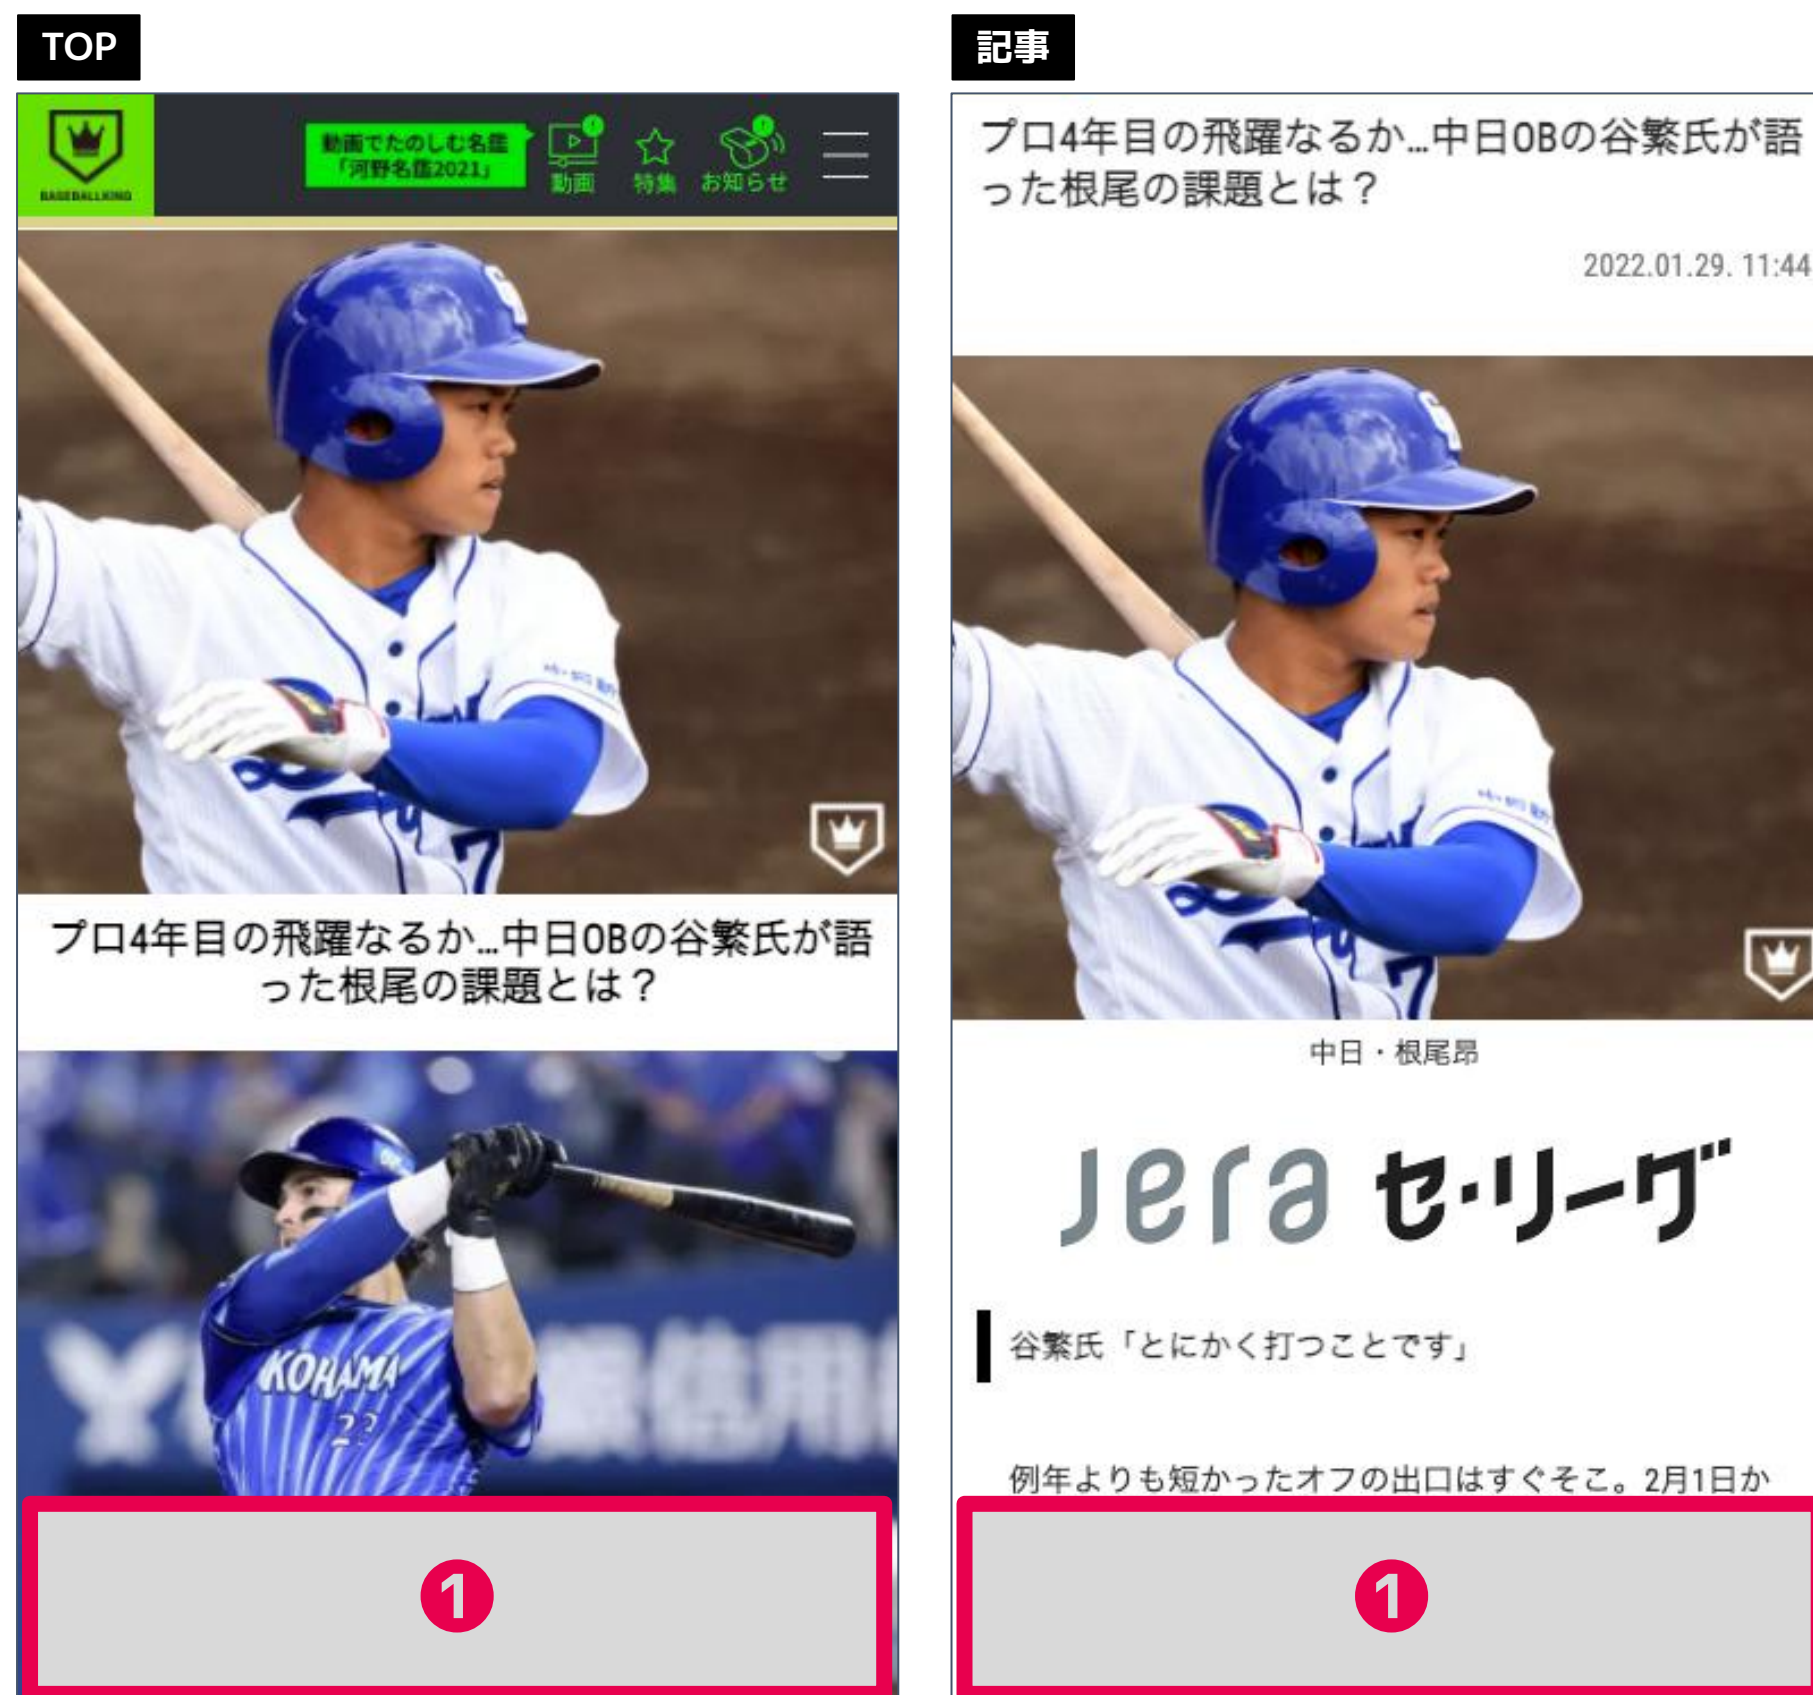 TOP
BASEBALLKING
動画でたのしむ名鑑
「河野名鑑2021」
動画
特集
お知らせ
プロ4年目の飛躍なるか…中日OBの谷繁氏が語
った根尾の課題とは？
KOHAMA
❶
記事
プロ4年目の飛躍なるか…中日OBの谷繁氏が語
った根尾の課題とは？
2022.01.29. 11:44
7
中日・根尾昂
Jera セ・リーグ
谷繁氏「とにかく打つことです」
例年よりも短かったオフの出口はすぐそこ。2月1日か
❶